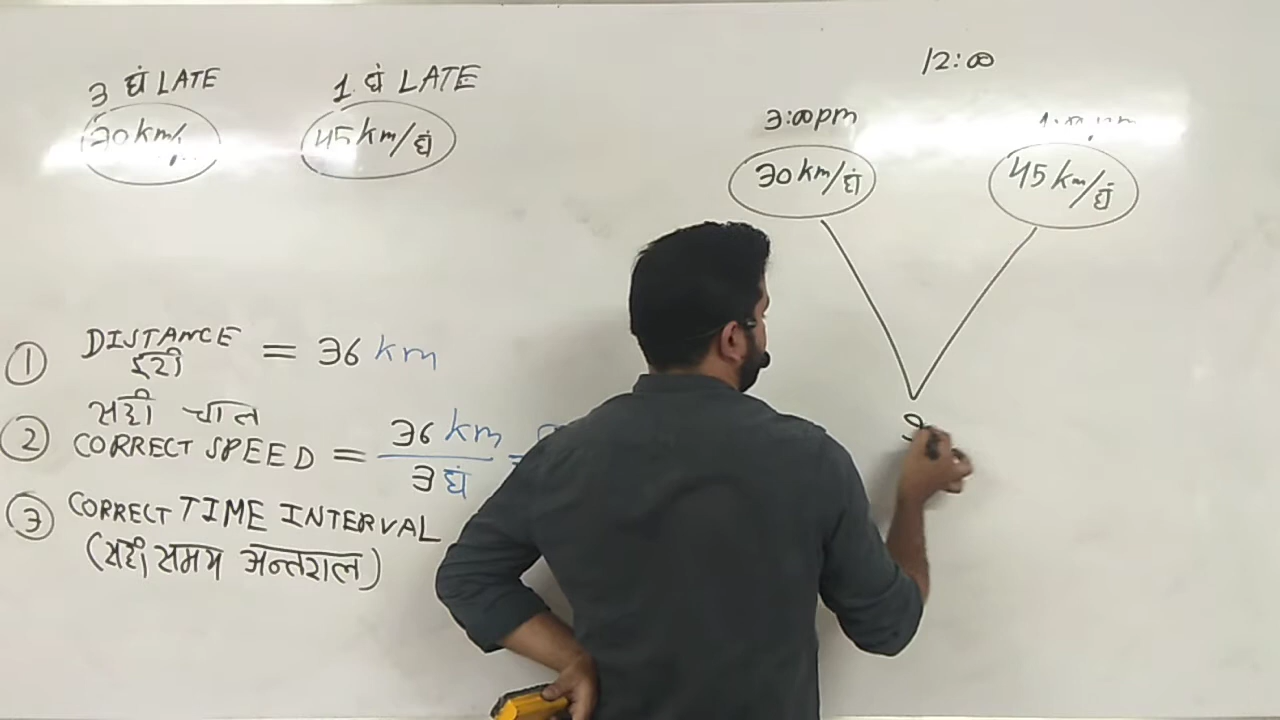 3 घं LATE
1 घं LATE
30 km/
45 km/घं
12:00
3:00pm
30 km/घं
45 km/घं
① DISTANCE = 36 km
दूरी
सही चाल
② CORRECT SPEED = 36 km / 3 घं =
③ CORRECT TIME INTERVAL
(सही समय अन्तराल)